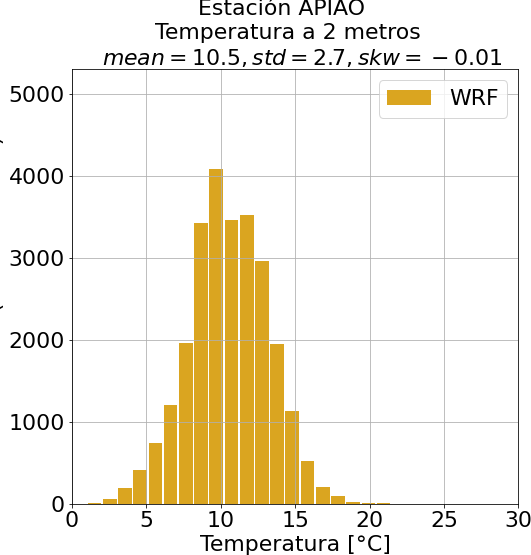 Estación APIAO
Temperatura a 2 metros
mean = 10.5, std = 2.7, skw = −0.01
WRF
5000
4000
3000
2000
1000
0
0 5 10 15 20 25 30
Temperatura [°C]